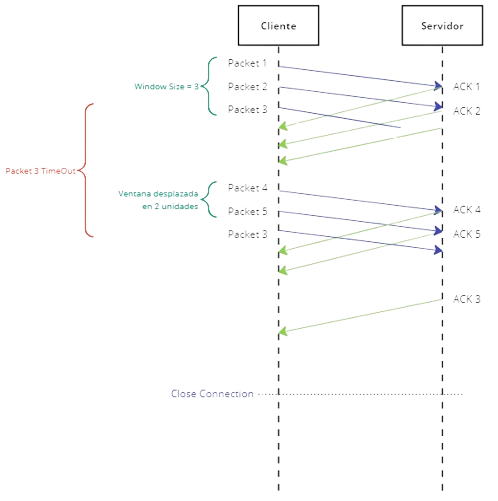 Cliente
Servidor
Packet 1
Window Size = 3
Packet 2
ACK 1
Packet 3
ACK 2
Packet 3 TimeOut
Packet 4
Ventana desplazada
en 2 unidades
Packet 5
ACK 4
Packet 3
ACK 5
ACK 3
Close Connection